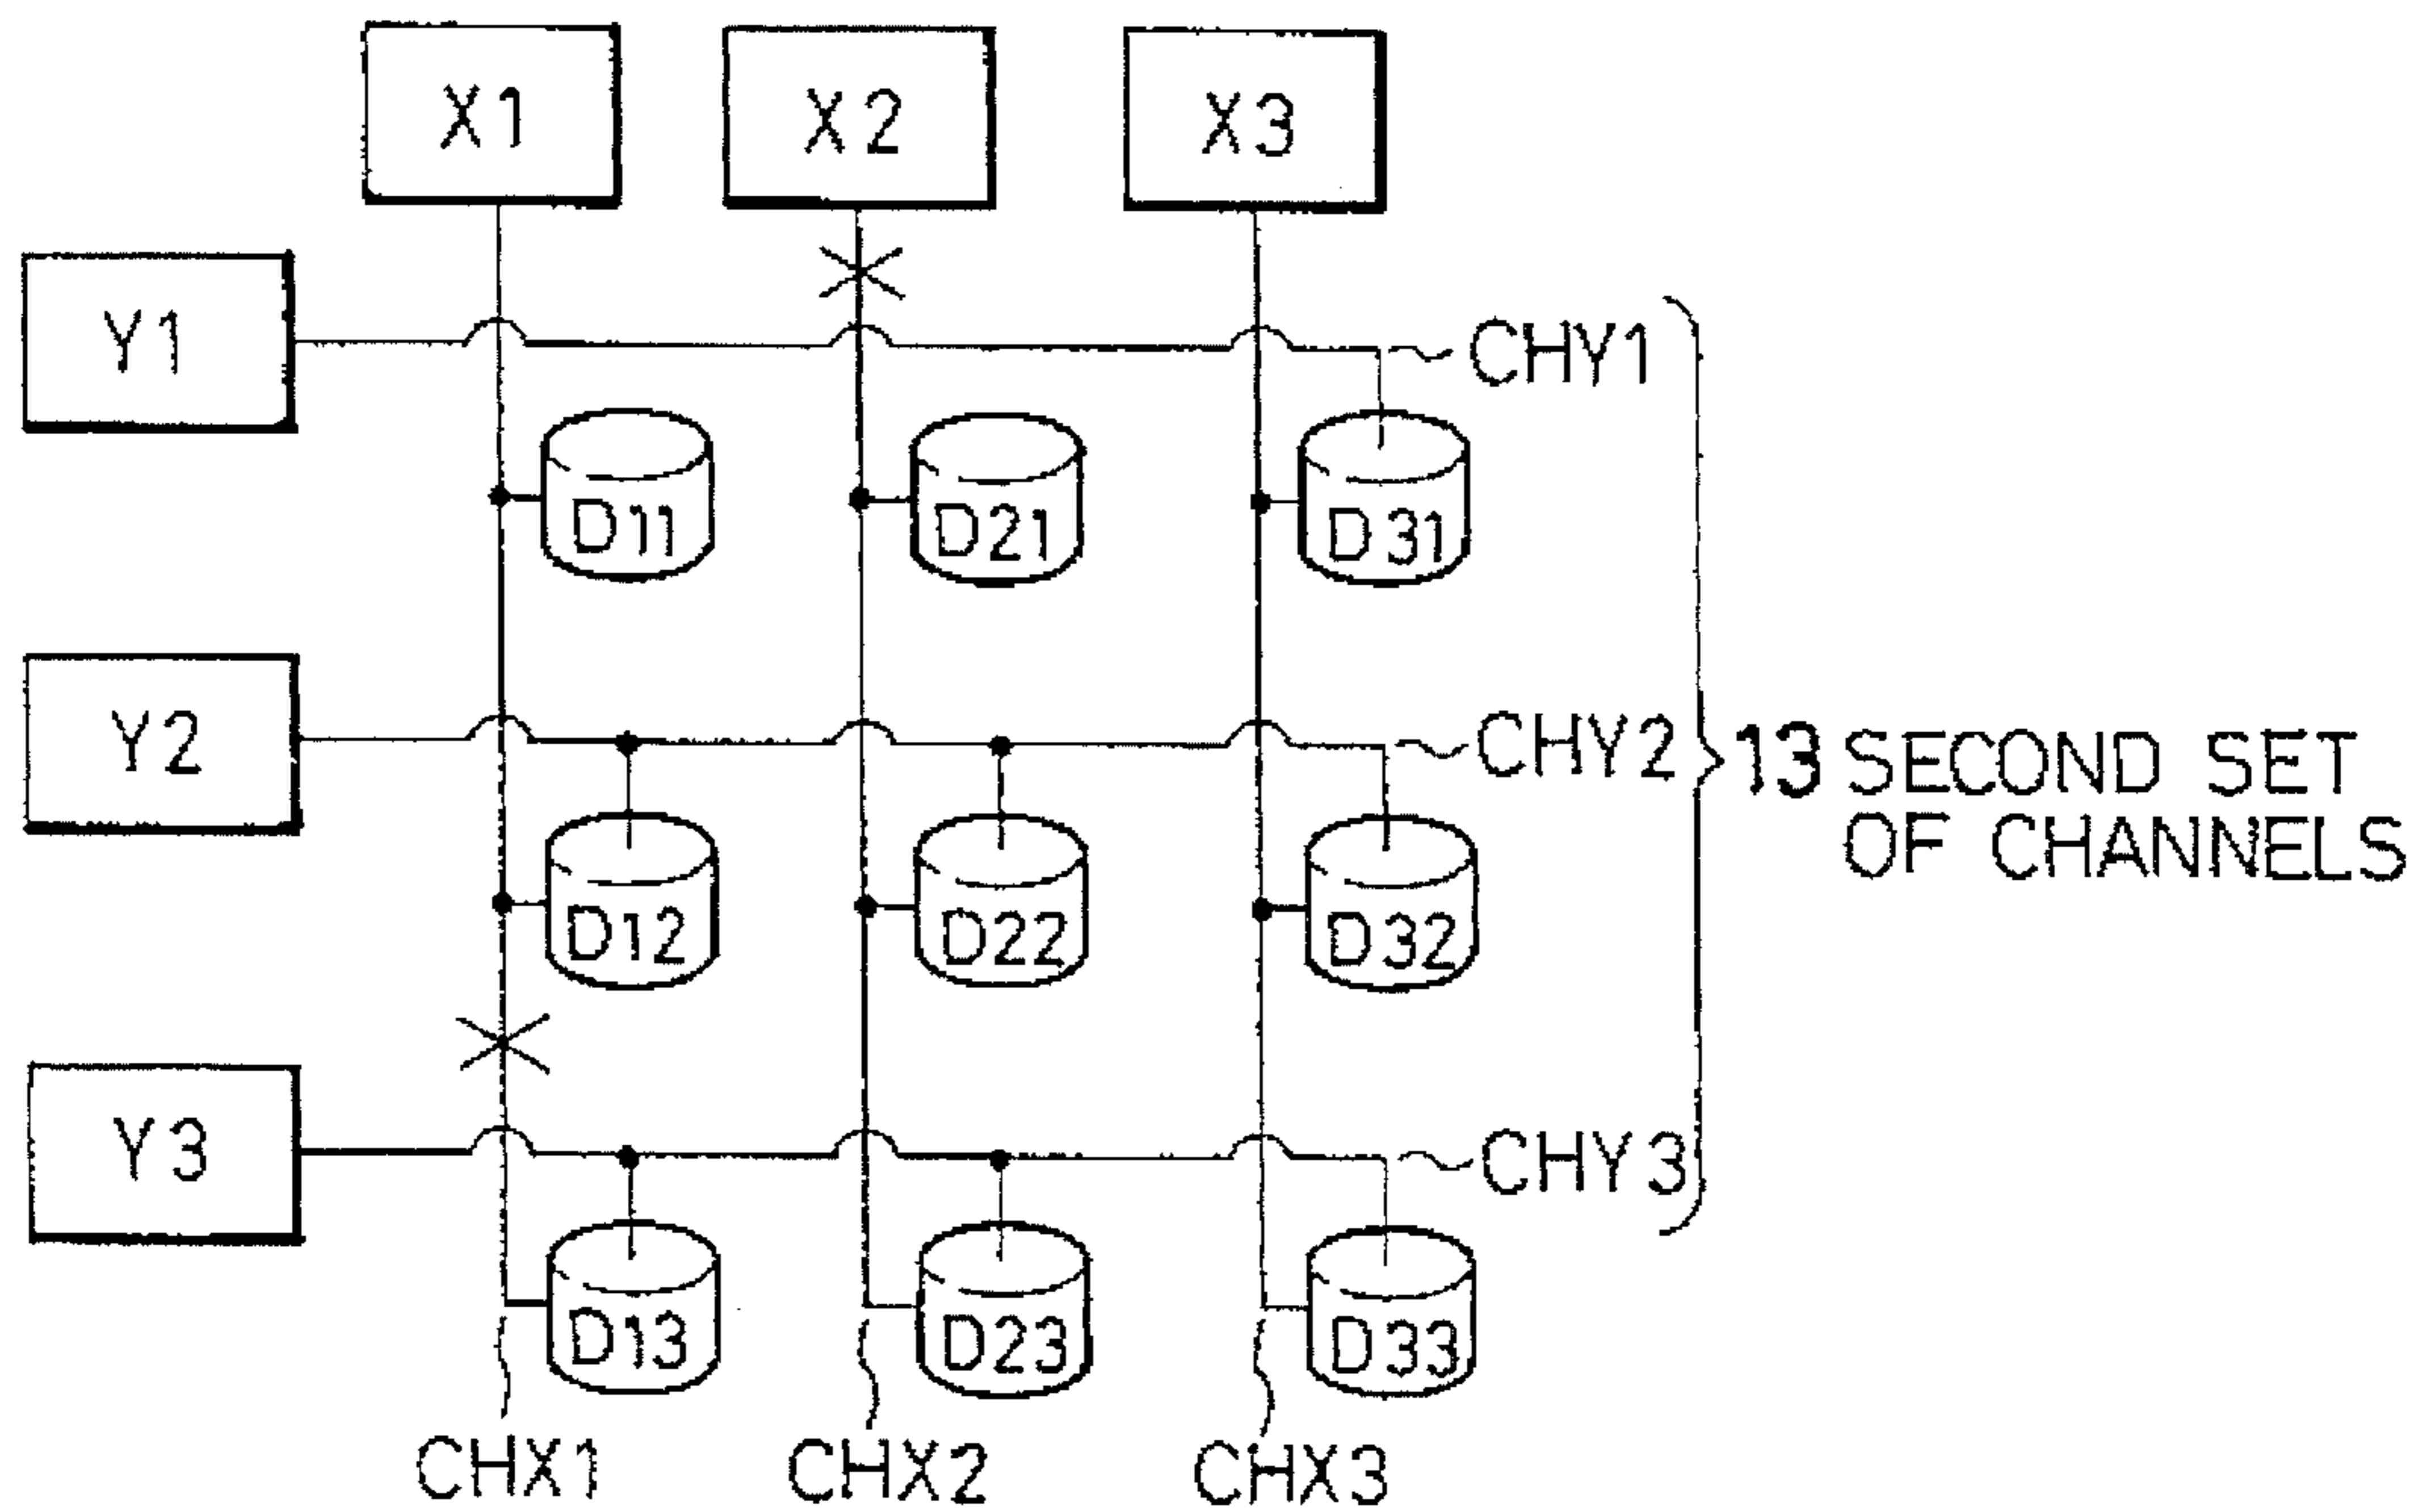 X1 X2 X3
Y1
CHY1
D11 D21 D31
Y2
CHY2
13 SECOND SET
OF CHANNELS
D12 D22 D32
Y3
CHY3
D13 D23 D33
CHX1 CHX2 CHX3